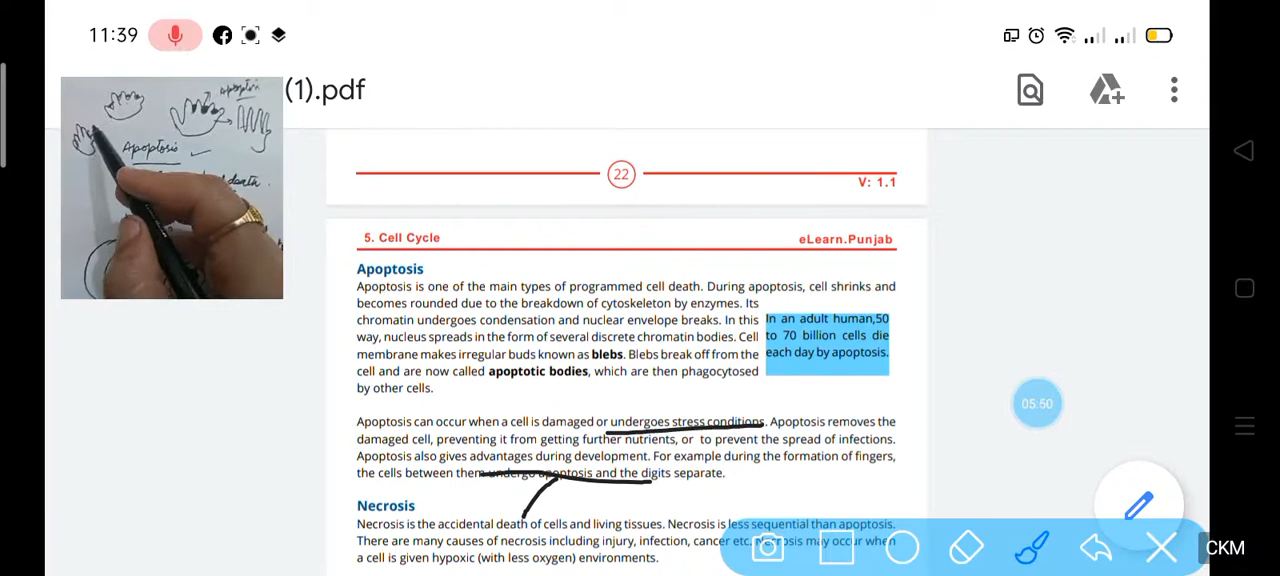 11:39
(1).pdf
Apoptosis
Apoptosis
death.
22
V: 1.1
5. Cell Cycle
eLearn.Punjab
Apoptosis
Apoptosis is one of the main types of programmed cell death. During apoptosis, cell shrinks and
becomes rounded due to the breakdown of cytoskeleton by enzymes. Its
chromatin undergoes condensation and nuclear envelope breaks. In this
way, nucleus spreads in the form of several discrete chromatin bodies. Cell
membrane makes irregular buds known as blebs. Blebs break off from the
cell and are now called apoptotic bodies, which are then phagocytosed
by other cells.
In an adult human,50
to 70 billion cells die
each day by apoptosis.
Apoptosis can occur when a cell is damaged or undergoes stress conditions. Apoptosis removes the
damaged cell, preventing it from getting further nutrients, or to prevent the spread of infections.
Apoptosis also gives advantages during development. For example during the formation of fingers,
the cells between them undergo apoptosis and the digits separate.
05:50
Necrosis
Necrosis is the accidental death of cells and living tissues. Necrosis is less sequential than apoptosis.
There are many causes of necrosis including injury, infection, cancer etc. Necrosis may occur when
a cell is given hypoxic (with less oxygen) environments.
CKM